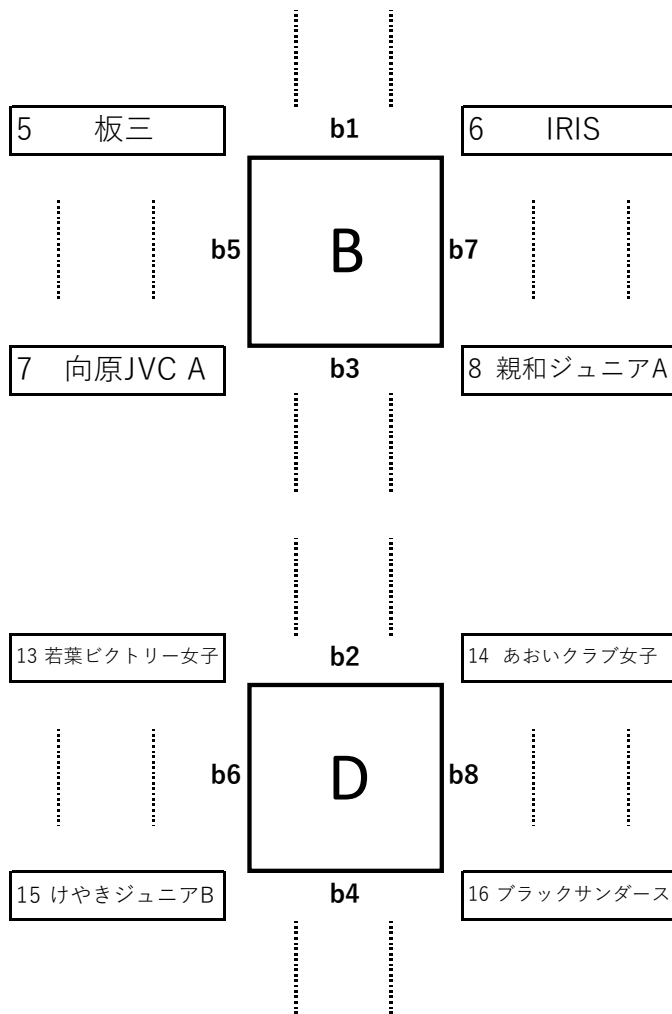 b1
5 板三
6 IRIS
b5
B
b7
7 向原JVC A
b3
8 親和ジュニアA
13 若葉ビクトリー女子
b2
14 あおいクラブ女子
b6
D
b8
15 けやきジュニアB
b4
16 ブラックサンダース